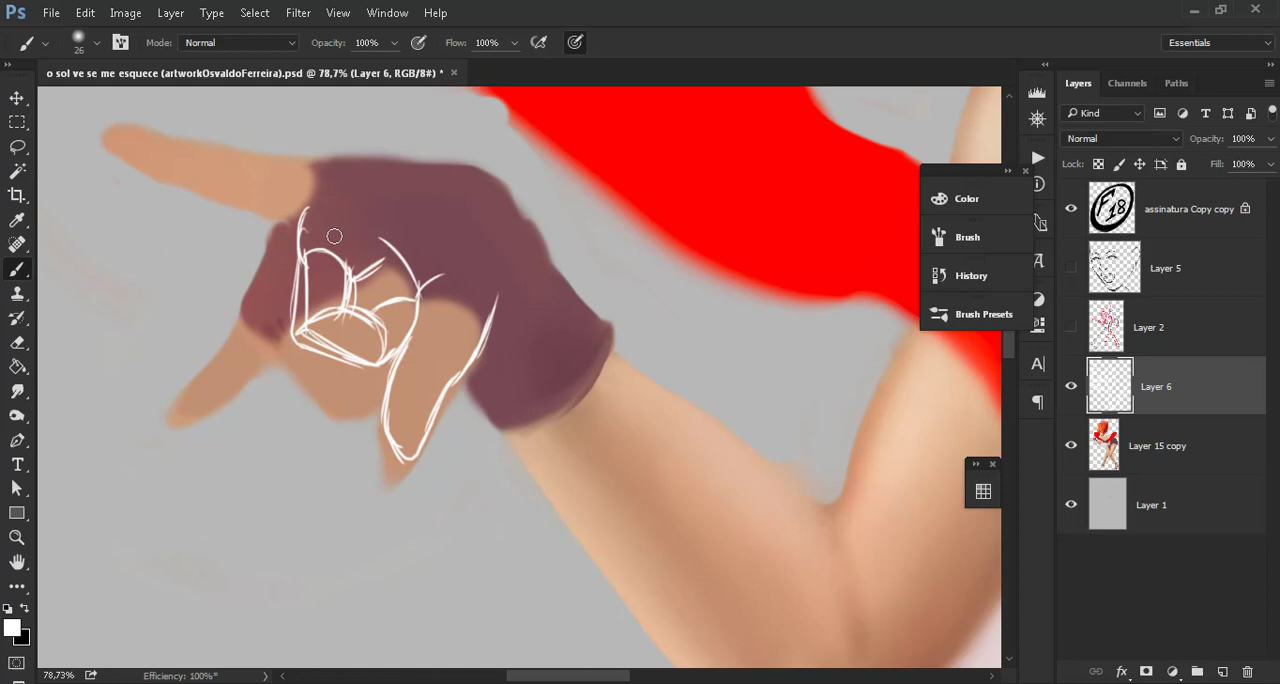 Ps File Edit Image Layer Type Select Filter 3D View Window Help
26 Mode: Normal Opacity: 100% Flow: 100% Essentials
o sol ve se me esquece (artworkOsvaldoFerreira).psd @ 78,7% (Layer 6, RGB/8#) * ×
Layers Channels Paths
Kind
Normal Opacity: 100%
Lock: Fill: 100%
Color
Brush
History
Brush Presets
F 18 assinatura Copy copy
Layer 5
Layer 2
Layer 6
Layer 15 copy
Layer 1
78,73% Efficiency: 100%*